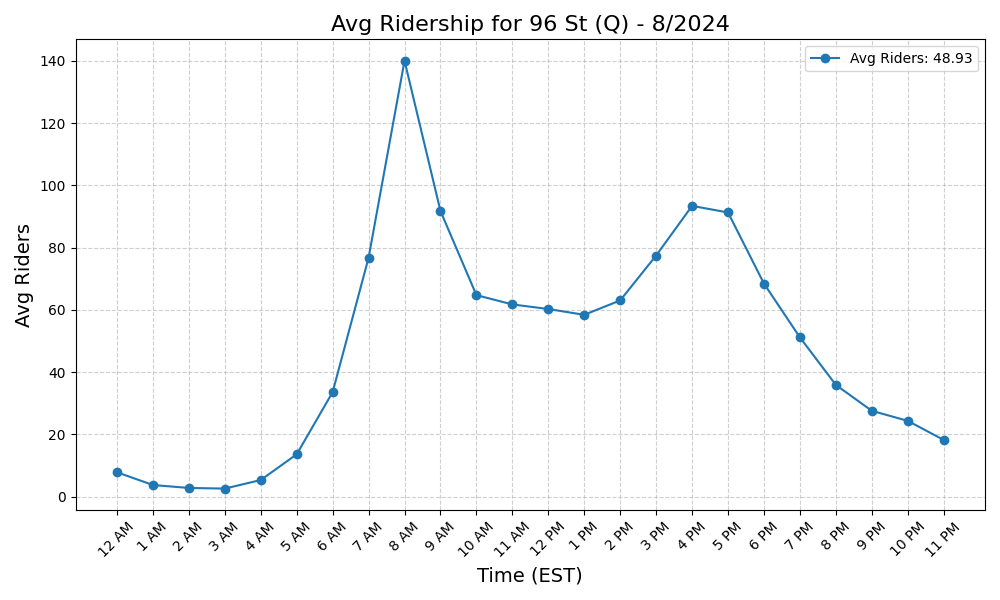 Avg Ridership for 96 St (Q) - 8/2024
Avg Riders: 48.93
Avg Riders
140
120
100
80
60
40
20
0
12 AM
1 AM
2 AM
3 AM
4 AM
5 AM
6 AM
7 AM
8 AM
9 AM
10 AM
11 AM
12 PM
1 PM
2 PM
3 PM
4 PM
5 PM
6 PM
7 PM
8 PM
9 PM
10 PM
11 PM
Time (EST)